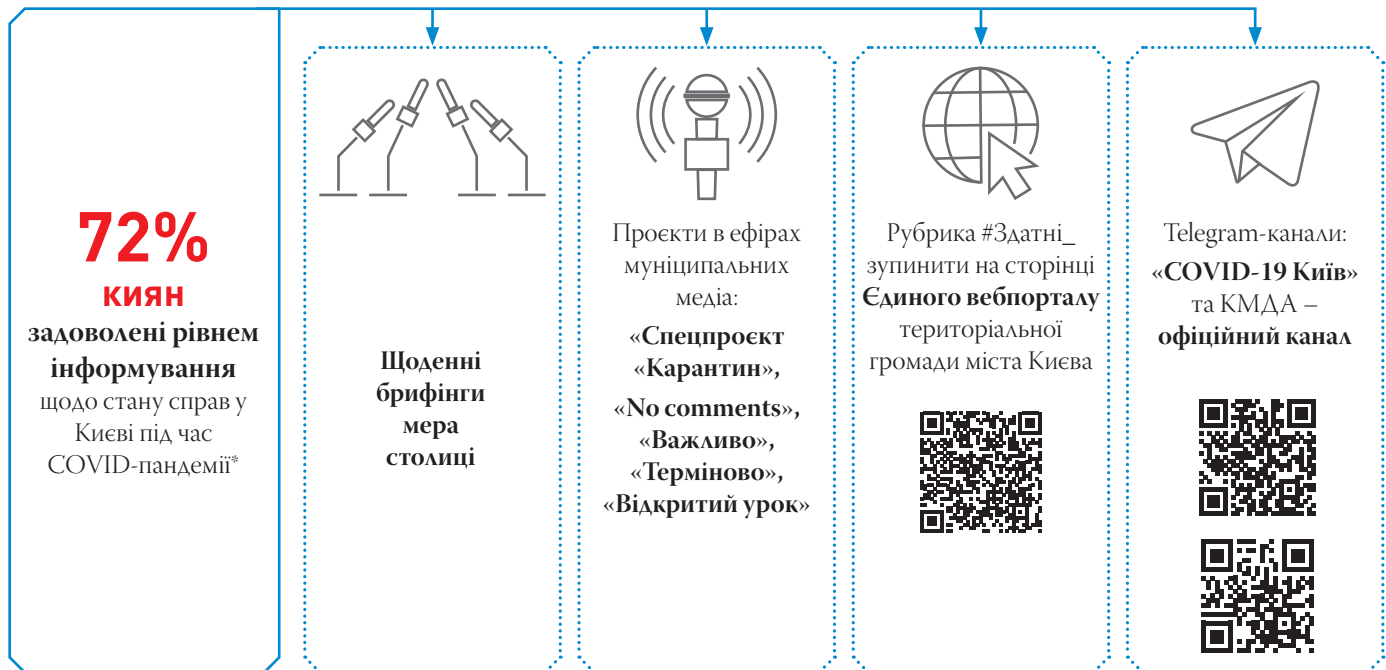 72%
киян
задоволені рівнем
інформування
щодо стану справ у
Києві під час
COVID-пандемії*
Щоденні
брифінги
мера
столиці
Проєкти в ефірах
муніципальних
медіа:
«Спецпроєкт
«Карантин»,
«No comments»,
«Важливо»,
«Терміново»,
«Відкритий урок»
Рубрика #Здатні_
зупинити на сторінці
Єдиного вебпорталу
територіальної
громади міста Києва
Telegram-канали:
«COVID-19 Київ»
та КМДА –
офіційний канал